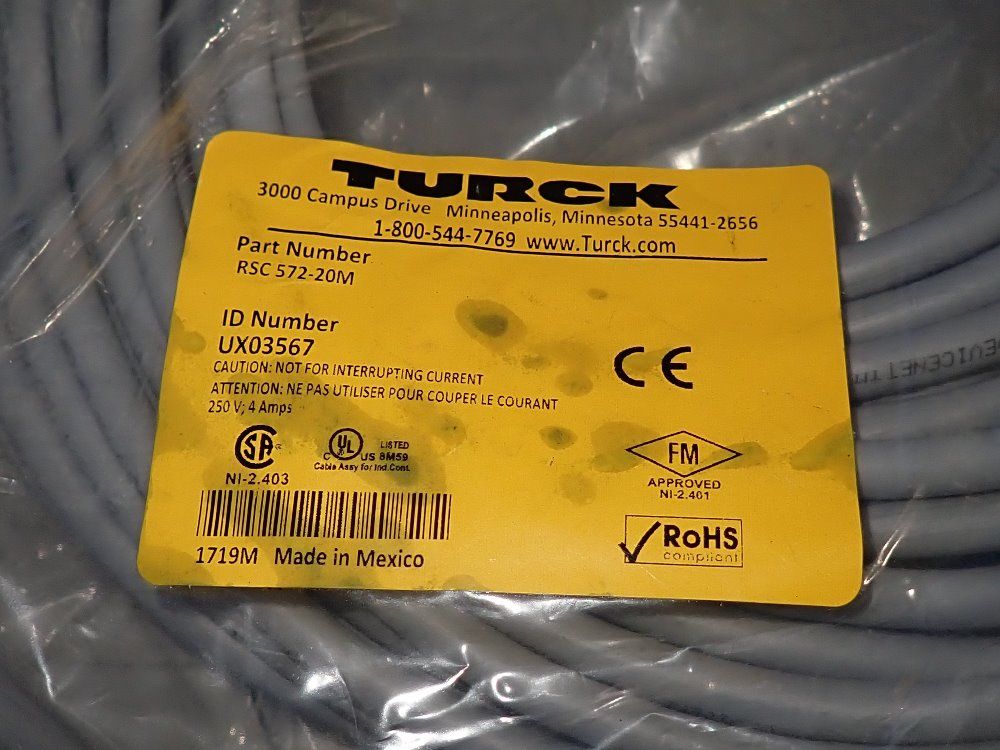 TURCK
3000 Campus Drive Minneapolis, Minnesota 55441-2656
1-800-544-7769 www.Turck.com
Part Number
RSC 572-20M
ID Number
UX03567
CAUTION: NOT FOR INTERRUPTING CURRENT
ATTENTION: NE PAS UTILISER POUR COUPER LE COURANT
250 V; 4 Amps
CE
SA
NI-2.403
C UL US LISTED 8M59
Cable Assy for Ind.Cont.
FM
APPROVED
NI-2.401
RoHS
compliant
1719M Made in Mexico